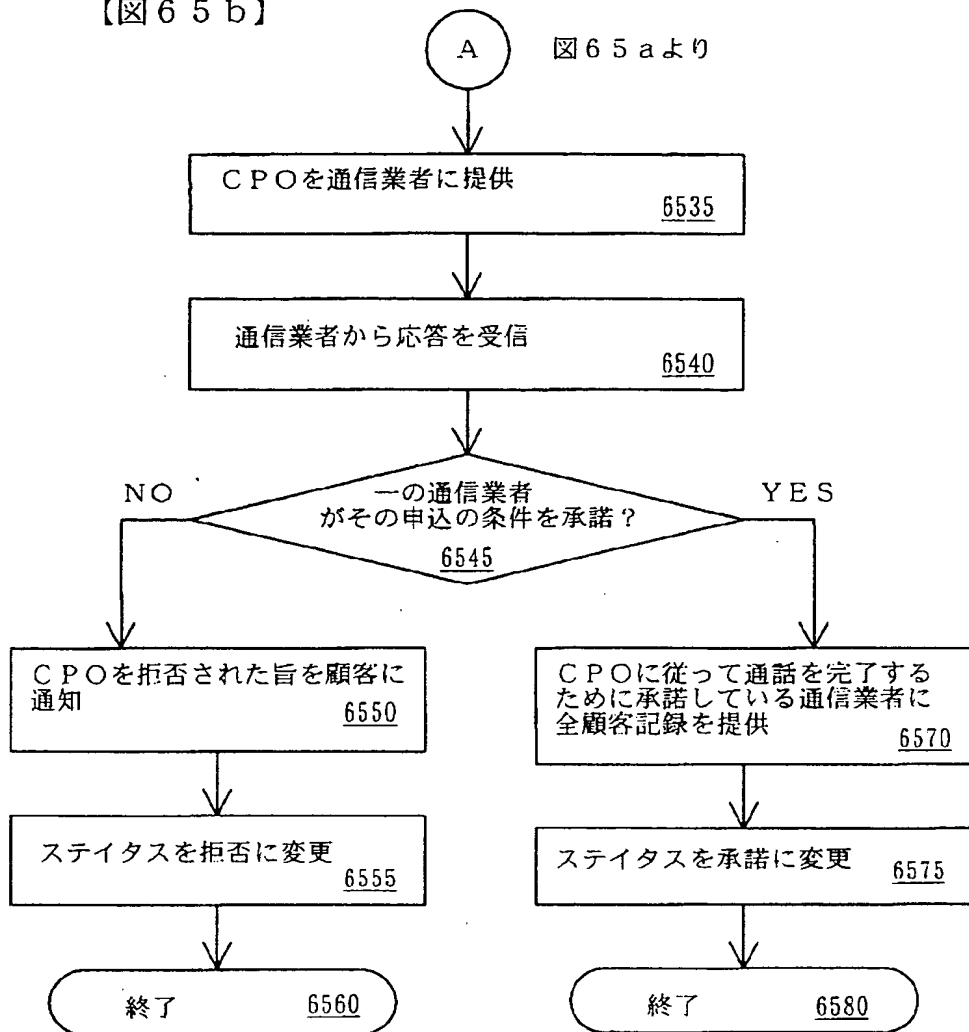 【図６５ｂ】
Ａ
図６５ａより
ＣＰＯを通信業者に提供
6535
通信業者から応答を受信
6540
ＮＯ
ＹＥＳ
一の通信業者
がその申込の条件を承諾？
6545
ＣＰＯを拒否された旨を顧客に
通知
6550
ＣＰＯに従って通話を完了する
ために承諾している通信業者に
全顧客記録を提供
6570
ステイタスを拒否に変更
6555
ステイタスを承諾に変更
6575
終了
6560
終了
6580